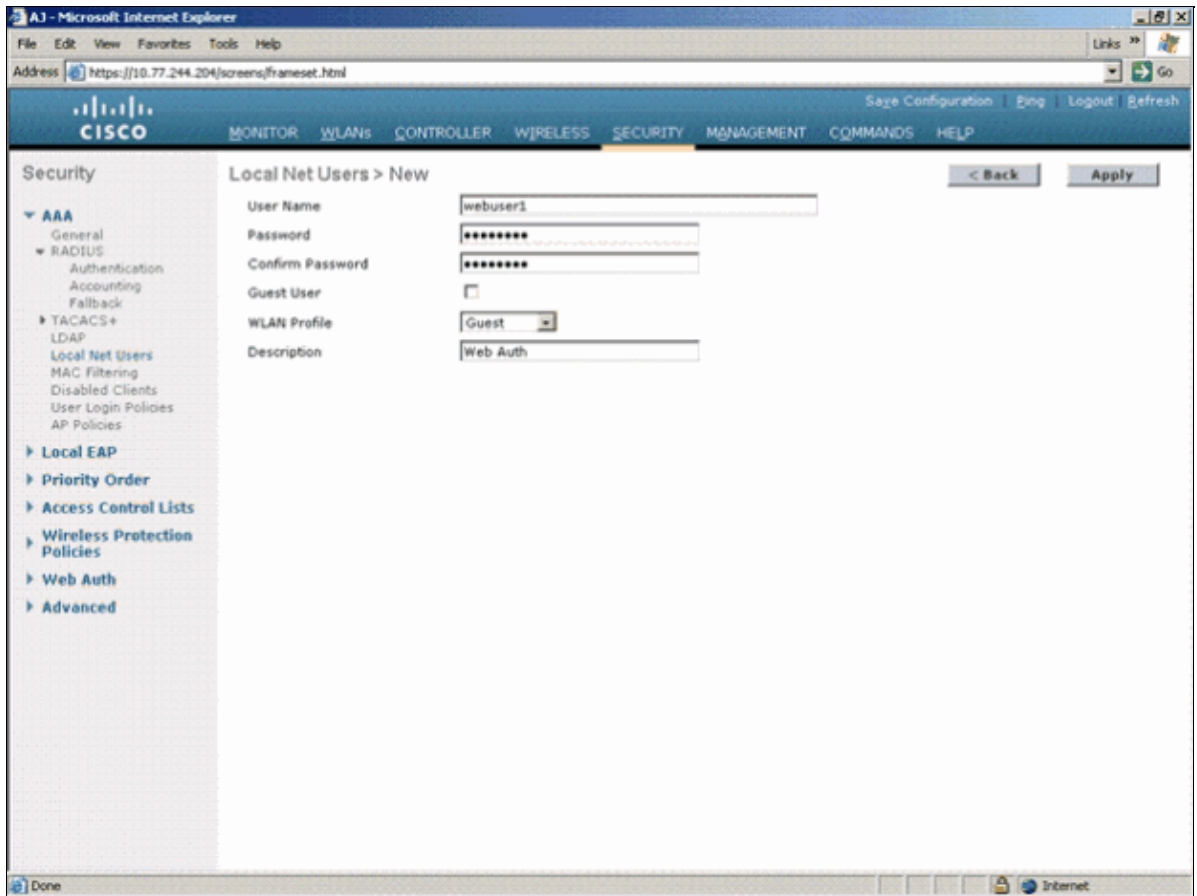 AJ - Microsoft Internet Explorer
File Edit View Favorites Tools Help Links »
Address https://10.77.244.204/screens/frameset.html Go
Save Configuration | Ping | Logout | Refresh
CISCO MONITOR WLANs CONTROLLER WIRELESS SECURITY MANAGEMENT COMMANDS HELP
Security
AAA
General
RADIUS
Authentication
Accounting
Fallback
TACACS+
LDAP
Local Net Users
MAC Filtering
Disabled Clients
User Login Policies
AP Policies
Local EAP
Priority Order
Access Control Lists
Wireless Protection
Policies
Web Auth
Advanced
Local Net Users > New < Back Apply
User Name webuser1
Password ••••••••
Confirm Password ••••••••
Guest User
WLAN Profile Guest
Description Web Auth
Done Internet